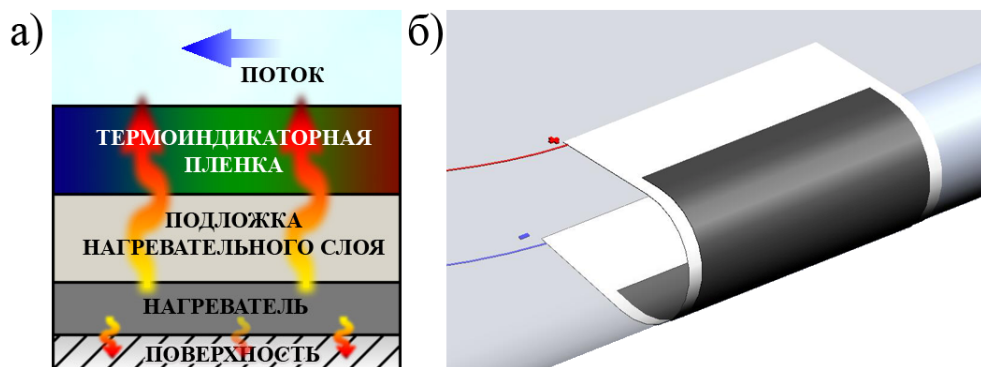 а)
ПОТОК
ТЕРМОИНДИКАТОРНАЯ
ПЛЕНКА
ПОДЛОЖКА
НАГРЕВАТЕЛЬНОГО СЛОЯ
НАГРЕВАТЕЛЬ
ПОВЕРХНОСТЬ
б)